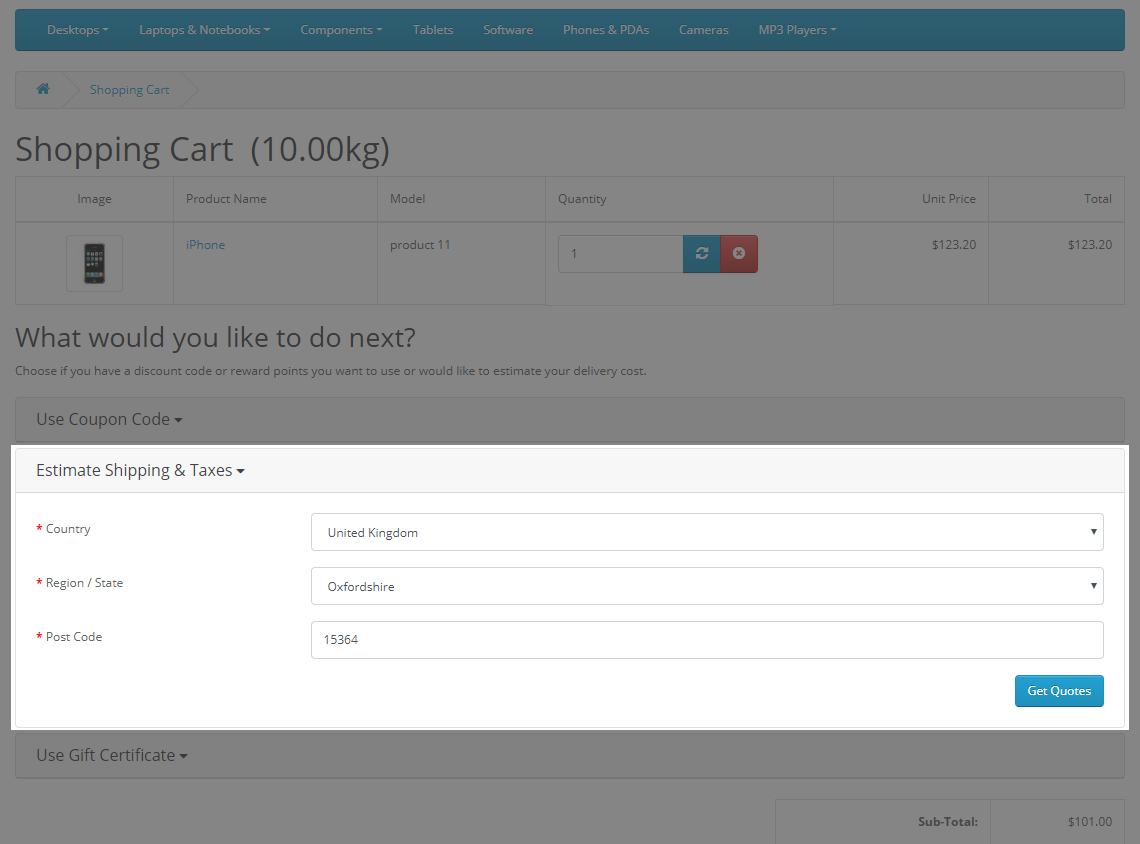 Desktops Laptops & Notebooks Components Tablets Software Phones & PDAs Cameras MP3 Players
Shopping Cart
Shopping Cart (10.00kg)
Image Product Name Model Quantity Unit Price Total
iPhone product 11 1 $123.20 $123.20
What would you like to do next?
Choose if you have a discount code or reward points you want to use or would like to estimate your delivery cost.
Use Coupon Code
Estimate Shipping & Taxes
* Country United Kingdom
* Region / State Oxfordshire
* Post Code 15364
Get Quotes
Use Gift Certificate
Sub-Total: $101.00